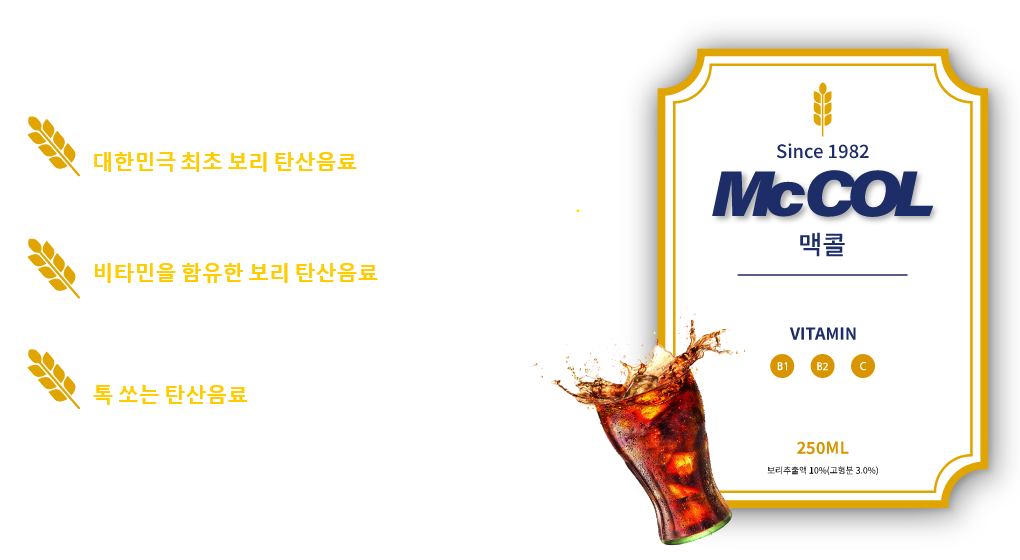 대한민국 최초 보리 탄산음료
비타민을 함유한 보리 탄산음료
톡 쏘는 탄산음료
Since 1982
McCOL
맥콜
VITAMIN
B1 B2 C
250ML
보리추출액 10%(고형분 3.0%)